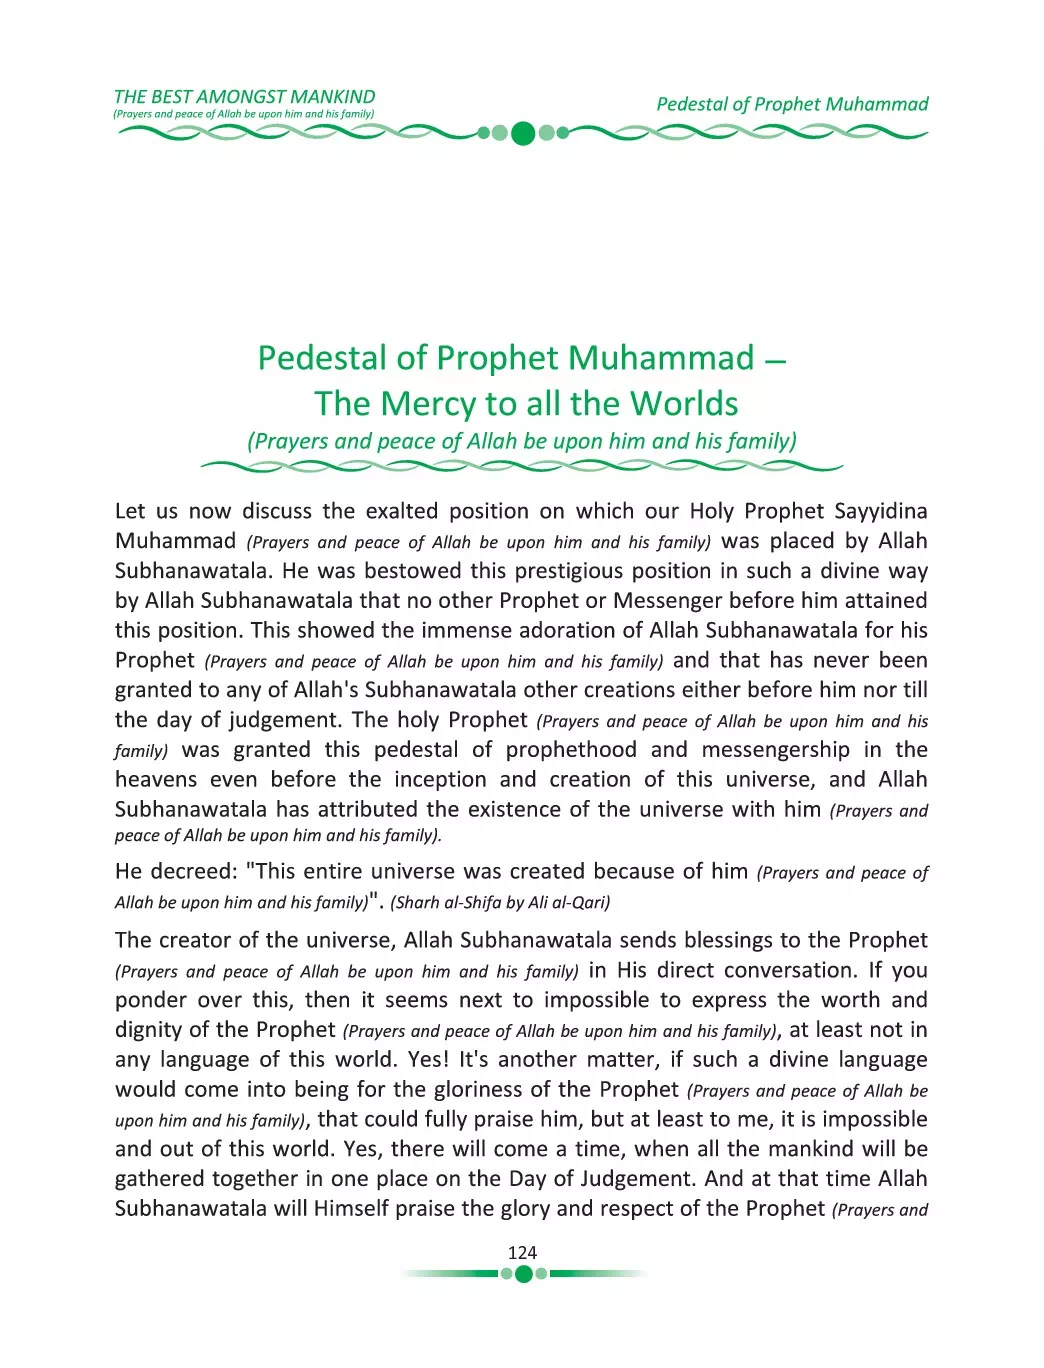 THE BEST AMONGST MANKIND
(Prayers and peace of Allah be upon him and his family)
Pedestal of Prophet Muhammad
Pedestal of Prophet Muhammad –
The Mercy to all the Worlds
(Prayers and peace of Allah be upon him and his family)
Let us now discuss the exalted position on which our Holy Prophet Sayyidina
Muhammad (Prayers and peace of Allah be upon him and his family) was placed by Allah
Subhanawatala. He was bestowed this prestigious position in such a divine way
by Allah Subhanawatala that no other Prophet or Messenger before him attained
this position. This showed the immense adoration of Allah Subhanawatala for his
Prophet (Prayers and peace of Allah be upon him and his family) and that has never been
granted to any of Allah's Subhanawatala other creations either before him nor till
the day of judgement. The holy Prophet (Prayers and peace of Allah be upon him and his
family) was granted this pedestal of prophethood and messengership in the
heavens even before the inception and creation of this universe, and Allah
Subhanawatala has attributed the existence of the universe with him (Prayers and
peace of Allah be upon him and his family).
He decreed: "This entire universe was created because of him (Prayers and peace of
Allah be upon him and his family)". (Sharh al-Shifa by Ali al-Qari)
The creator of the universe, Allah Subhanawatala sends blessings to the Prophet
(Prayers and peace of Allah be upon him and his family) in His direct conversation. If you
ponder over this, then it seems next to impossible to express the worth and
dignity of the Prophet (Prayers and peace of Allah be upon him and his family), at least not in
any language of this world. Yes! It's another matter, if such a divine language
would come into being for the gloriness of the Prophet (Prayers and peace of Allah be
upon him and his family), that could fully praise him, but at least to me, it is impossible
and out of this world. Yes, there will come a time, when all the mankind will be
gathered together in one place on the Day of Judgement. And at that time Allah
Subhanawatala will Himself praise the glory and respect of the Prophet (Prayers and
124